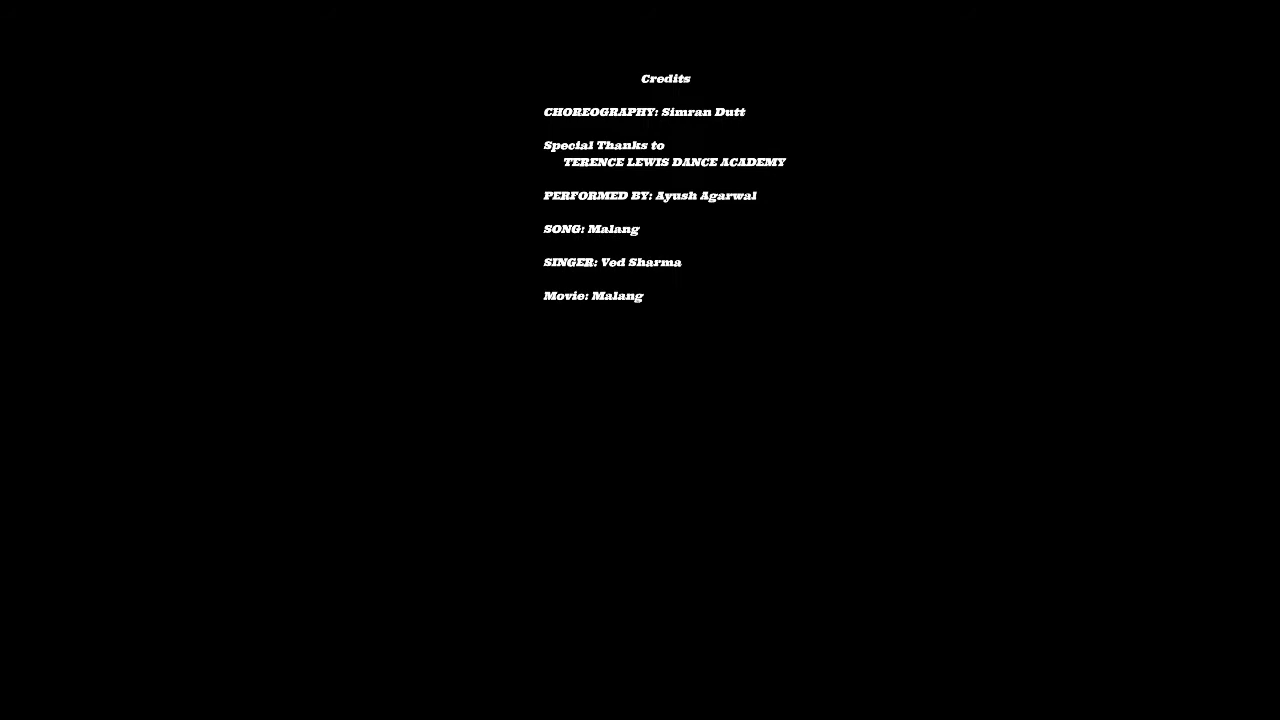 Credits
CHOREOGRAPHY: Simran Dutt
Special Thanks to
TERENCE LEWIS DANCE ACADEMY
PERFORMED BY: Ayush Agarwal
SONG: Malang
SINGER: Ved Sharma
Movie: Malang